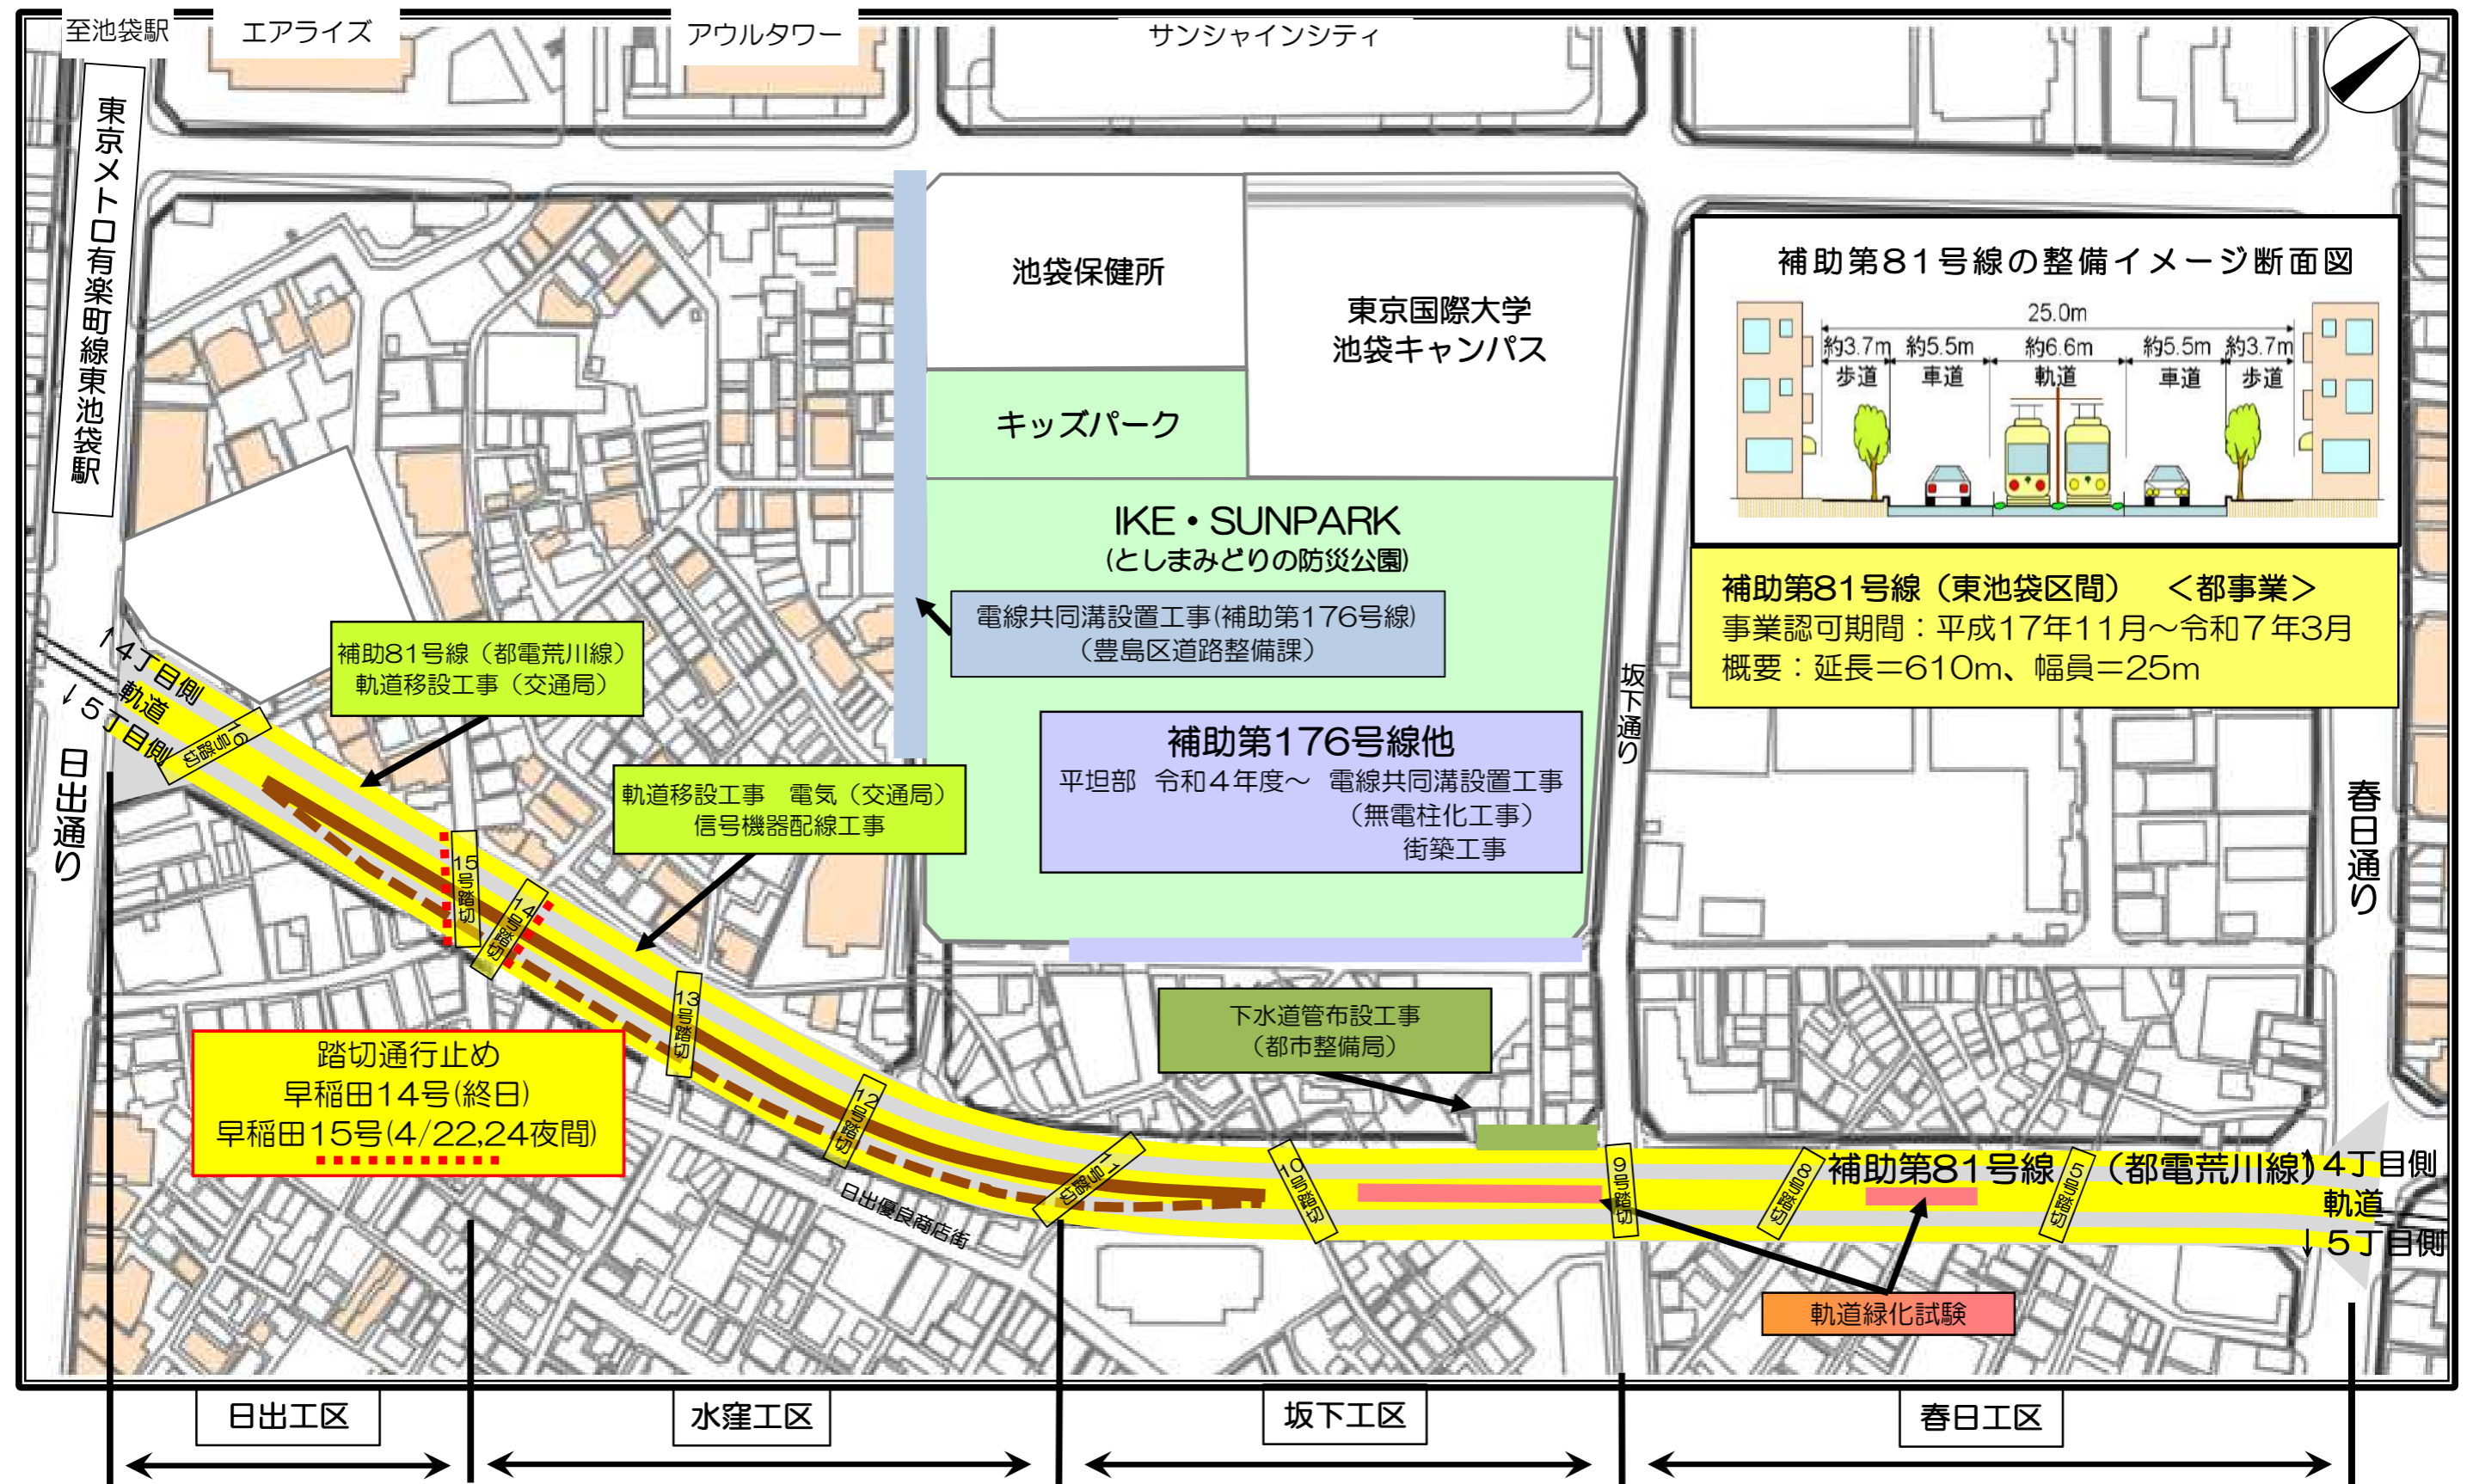 至池袋駅
エアライズ
アウルタワー
サンシャインシティ
東京メトロ有楽町線東池袋駅
池袋保健所
東京国際大学
池袋キャンパス
キッズパーク
IKE・SUNPARK
(としまみどりの防災公園)
電線共同溝設置工事(補助第176号線)
(豊島区道路整備課)
補助第176号線他
平坦部 令和4年度～ 電線共同溝設置工事
(無電柱化工事)
街築工事
補助第81号線の整備イメージ断面図
25.0m
約3.7m 約5.5m 約6.6m 約5.5m 約3.7m
歩道 車道 軌道 車道 歩道
補助第81号線（東池袋区間） ＜都事業＞
事業認可期間：平成17年11月～令和7年3月
概要：延長＝610m、幅員＝25m
補助81号線（都電荒川線）
軌道移設工事（交通局）
軌道移設工事 電気（交通局）
信号機器配線工事
↑4丁目側
軌道
↓5丁目側
日出通り
坂下通り
春日通り
16号踏切
15号踏切
14号踏切
13号踏切
12号踏切
11号踏切
10号踏切
9号踏切
8号踏切
5号踏切
踏切通行止め
早稲田14号(終日)
早稲田15号(4/22,24夜間)
日出優良商店街
下水道管布設工事
（都市整備局）
補助第81号線 （都電荒川線）
↑4丁目側
軌道
↓5丁目側
軌道緑化試験
日出工区
水窪工区
坂下工区
春日工区